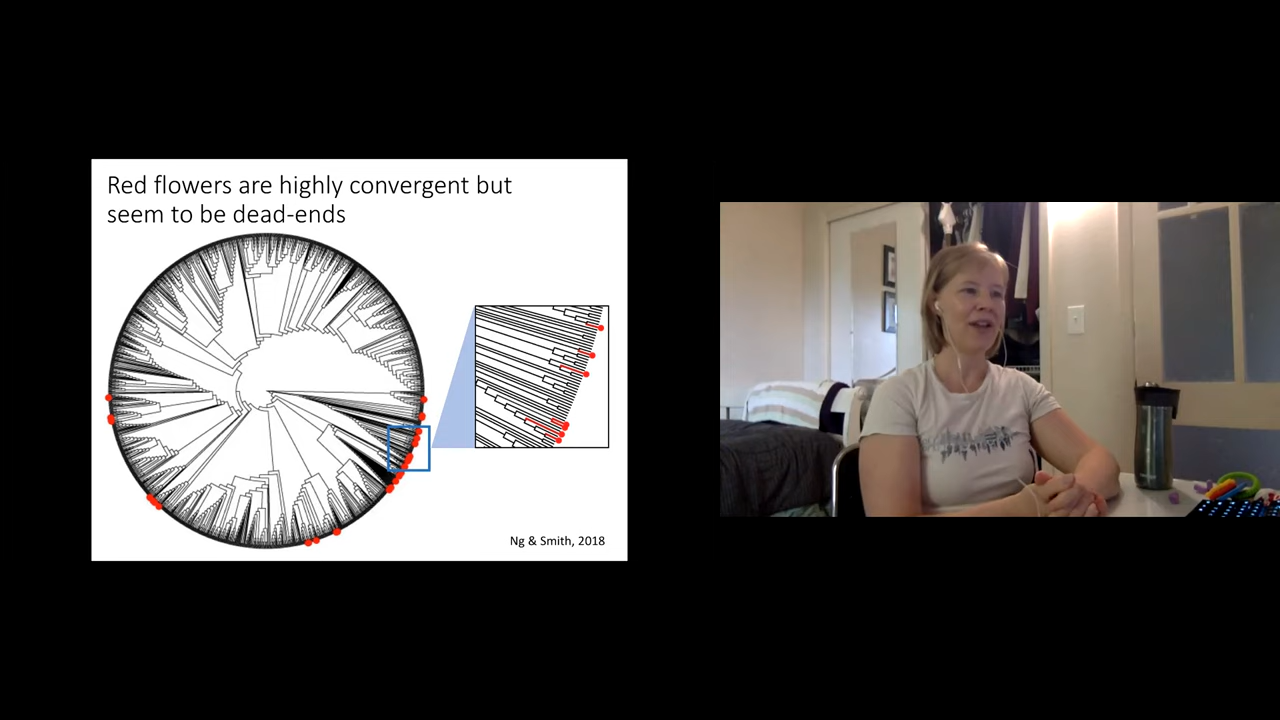 Red flowers are highly convergent but
seem to be dead-ends
Ng & Smith, 2018